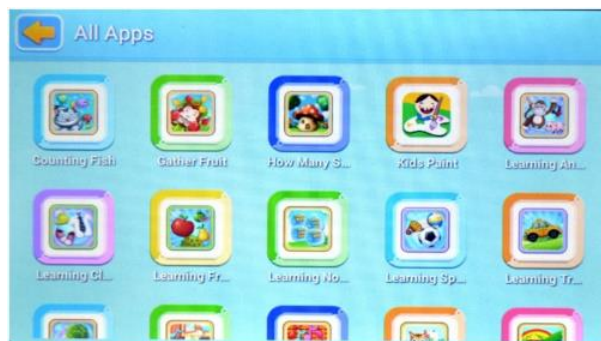 All Apps
Counting Fish
Gather Fruit
How Many S...
Kids Paint
Learning An...
Learning Cl...
Learning Fr...
Learning No...
Learning Sp...
Learning Tr...